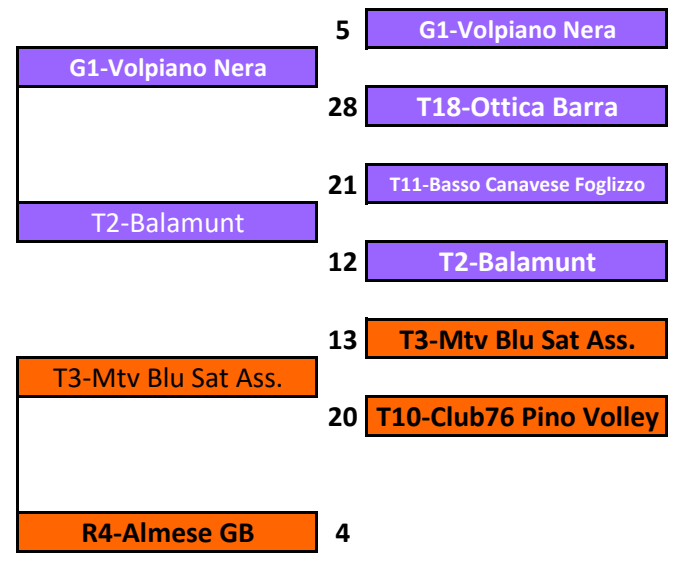 5 G1-Volpiano Nera
G1-Volpiano Nera
28 T18-Ottica Barra
21 T11-Basso Canavese Foglizzo
T2-Balamunt
12 T2-Balamunt
13 T3-Mtv Blu Sat Ass.
T3-Mtv Blu Sat Ass.
20 T10-Club76 Pino Volley
R4-Almese GB 4